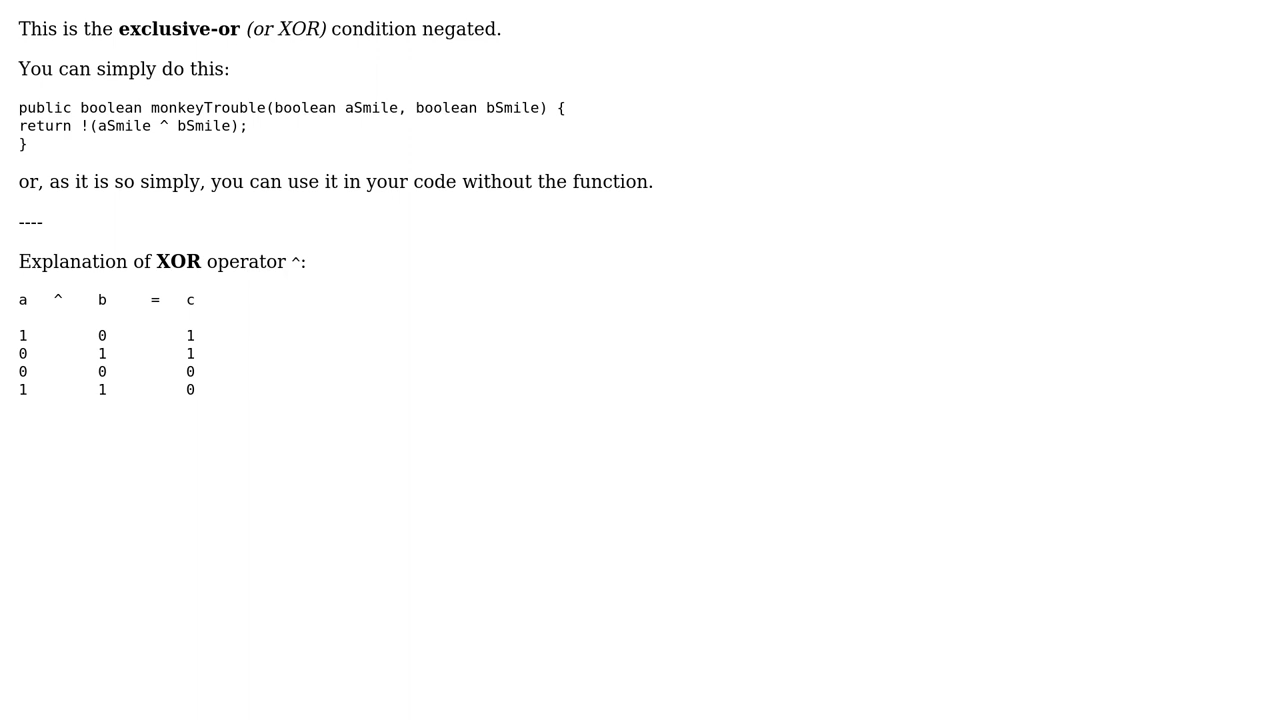 This is the exclusive-or (or XOR) condition negated.
You can simply do this:
public boolean monkeyTrouble(boolean aSmile, boolean bSmile) {
return !(aSmile ^ bSmile);
}
or, as it is so simply, you can use it in your code without the function.
----
Explanation of XOR operator ^:
a   ^    b     =   c
1        0         1
0        1         1
0        0         0
1        1         0